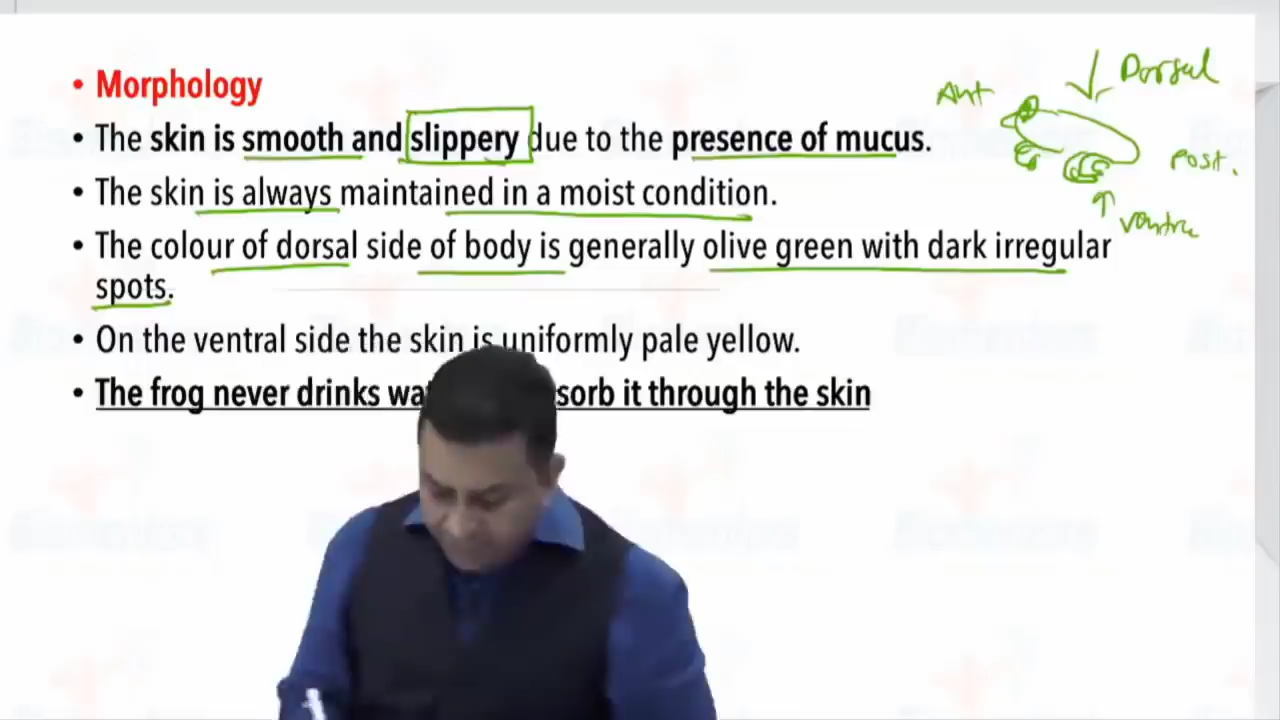 • Morphology
• The skin is smooth and slippery due to the presence of mucus.
• The skin is always maintained in a moist condition.
• The colour of dorsal side of body is generally olive green with dark irregular
spots.
• On the ventral side the skin is uniformly pale yellow.
• The frog never drinks wa sorb it through the skin
Dorsal
Ant
Post.